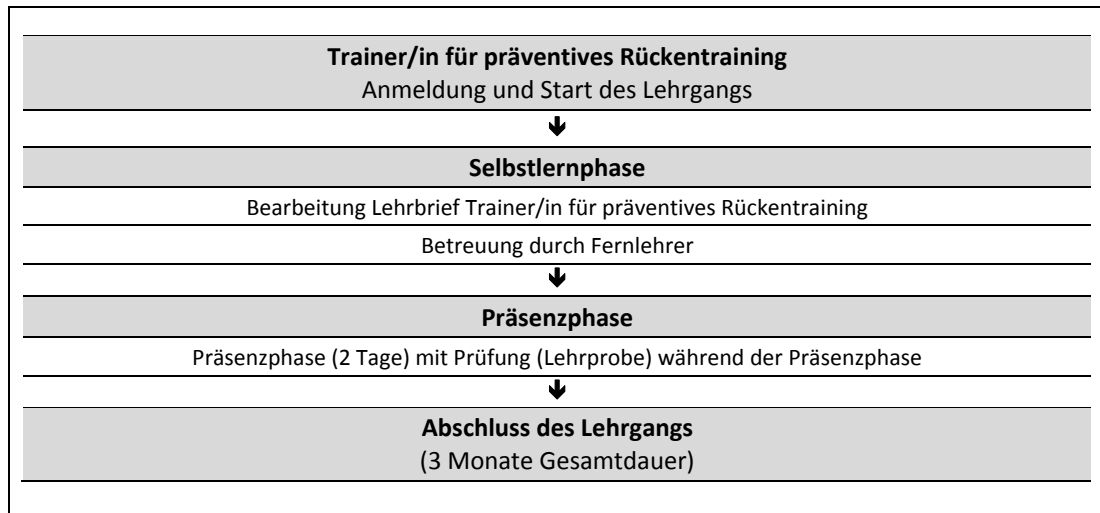 Trainer/in für präventives Rückentraining
Anmeldung und Start des Lehrgangs
Selbstlernphase
Bearbeitung Lehrbrief Trainer/in für präventives Rückentraining
Betreuung durch Fernlehrer
Präsenzphase
Präsenzphase (2 Tage) mit Prüfung (Lehrprobe) während der Präsenzphase
Abschluss des Lehrgangs
(3 Monate Gesamtdauer)